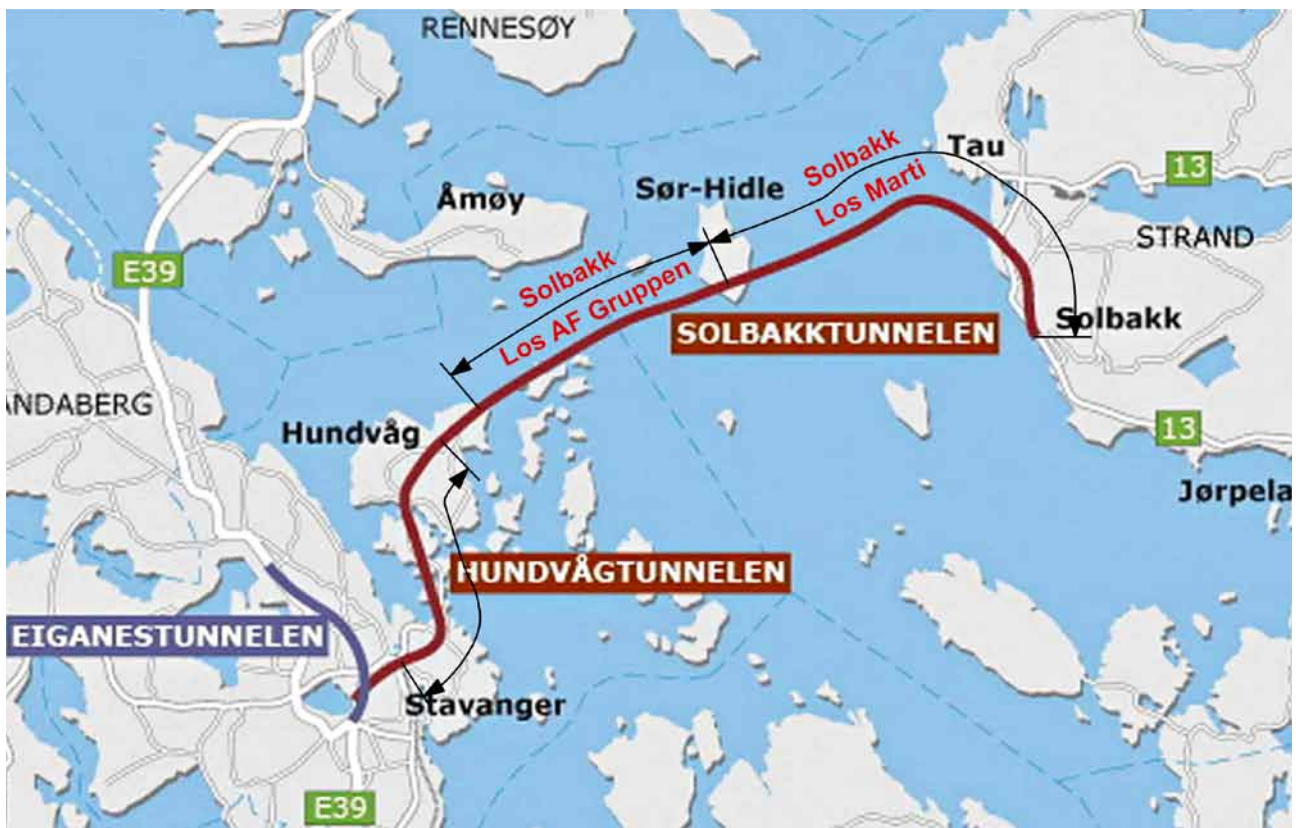 RENNESØY
Tau
13
Solbakk
Los Marti
Sør-Hidle
Åmøy
STRAND
E39
Solbakk
Los AF Gruppen
Solbakk
SOLBAKKTUNNELEN
ANDABERG
Hundvåg
13
Jørpela
HUNDVÅGTUNNELEN
EIGANESTUNNELEN
Stavanger
E39